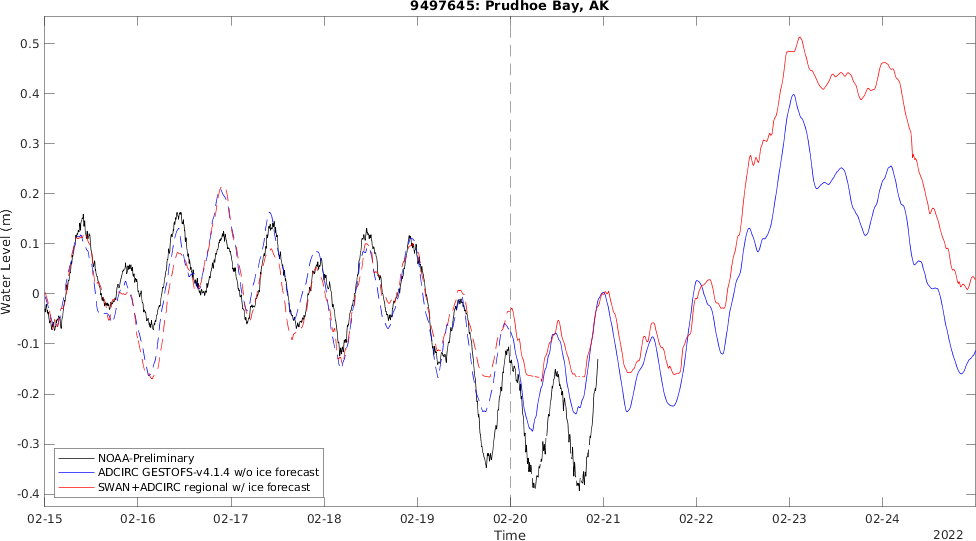 9497645: Prudhoe Bay, AK
Water Level (m)
0.5
0.4
0.3
0.2
0.1
0
-0.1
-0.2
-0.3
-0.4
NOAA-Preliminary
ADCIRC GESTOFS-v4.1.4 w/o ice forecast
SWAN+ADCIRC regional w/ ice forecast
02-15 02-16 02-17 02-18 02-19 02-20 02-21 02-22 02-23 02-24
Time
2022